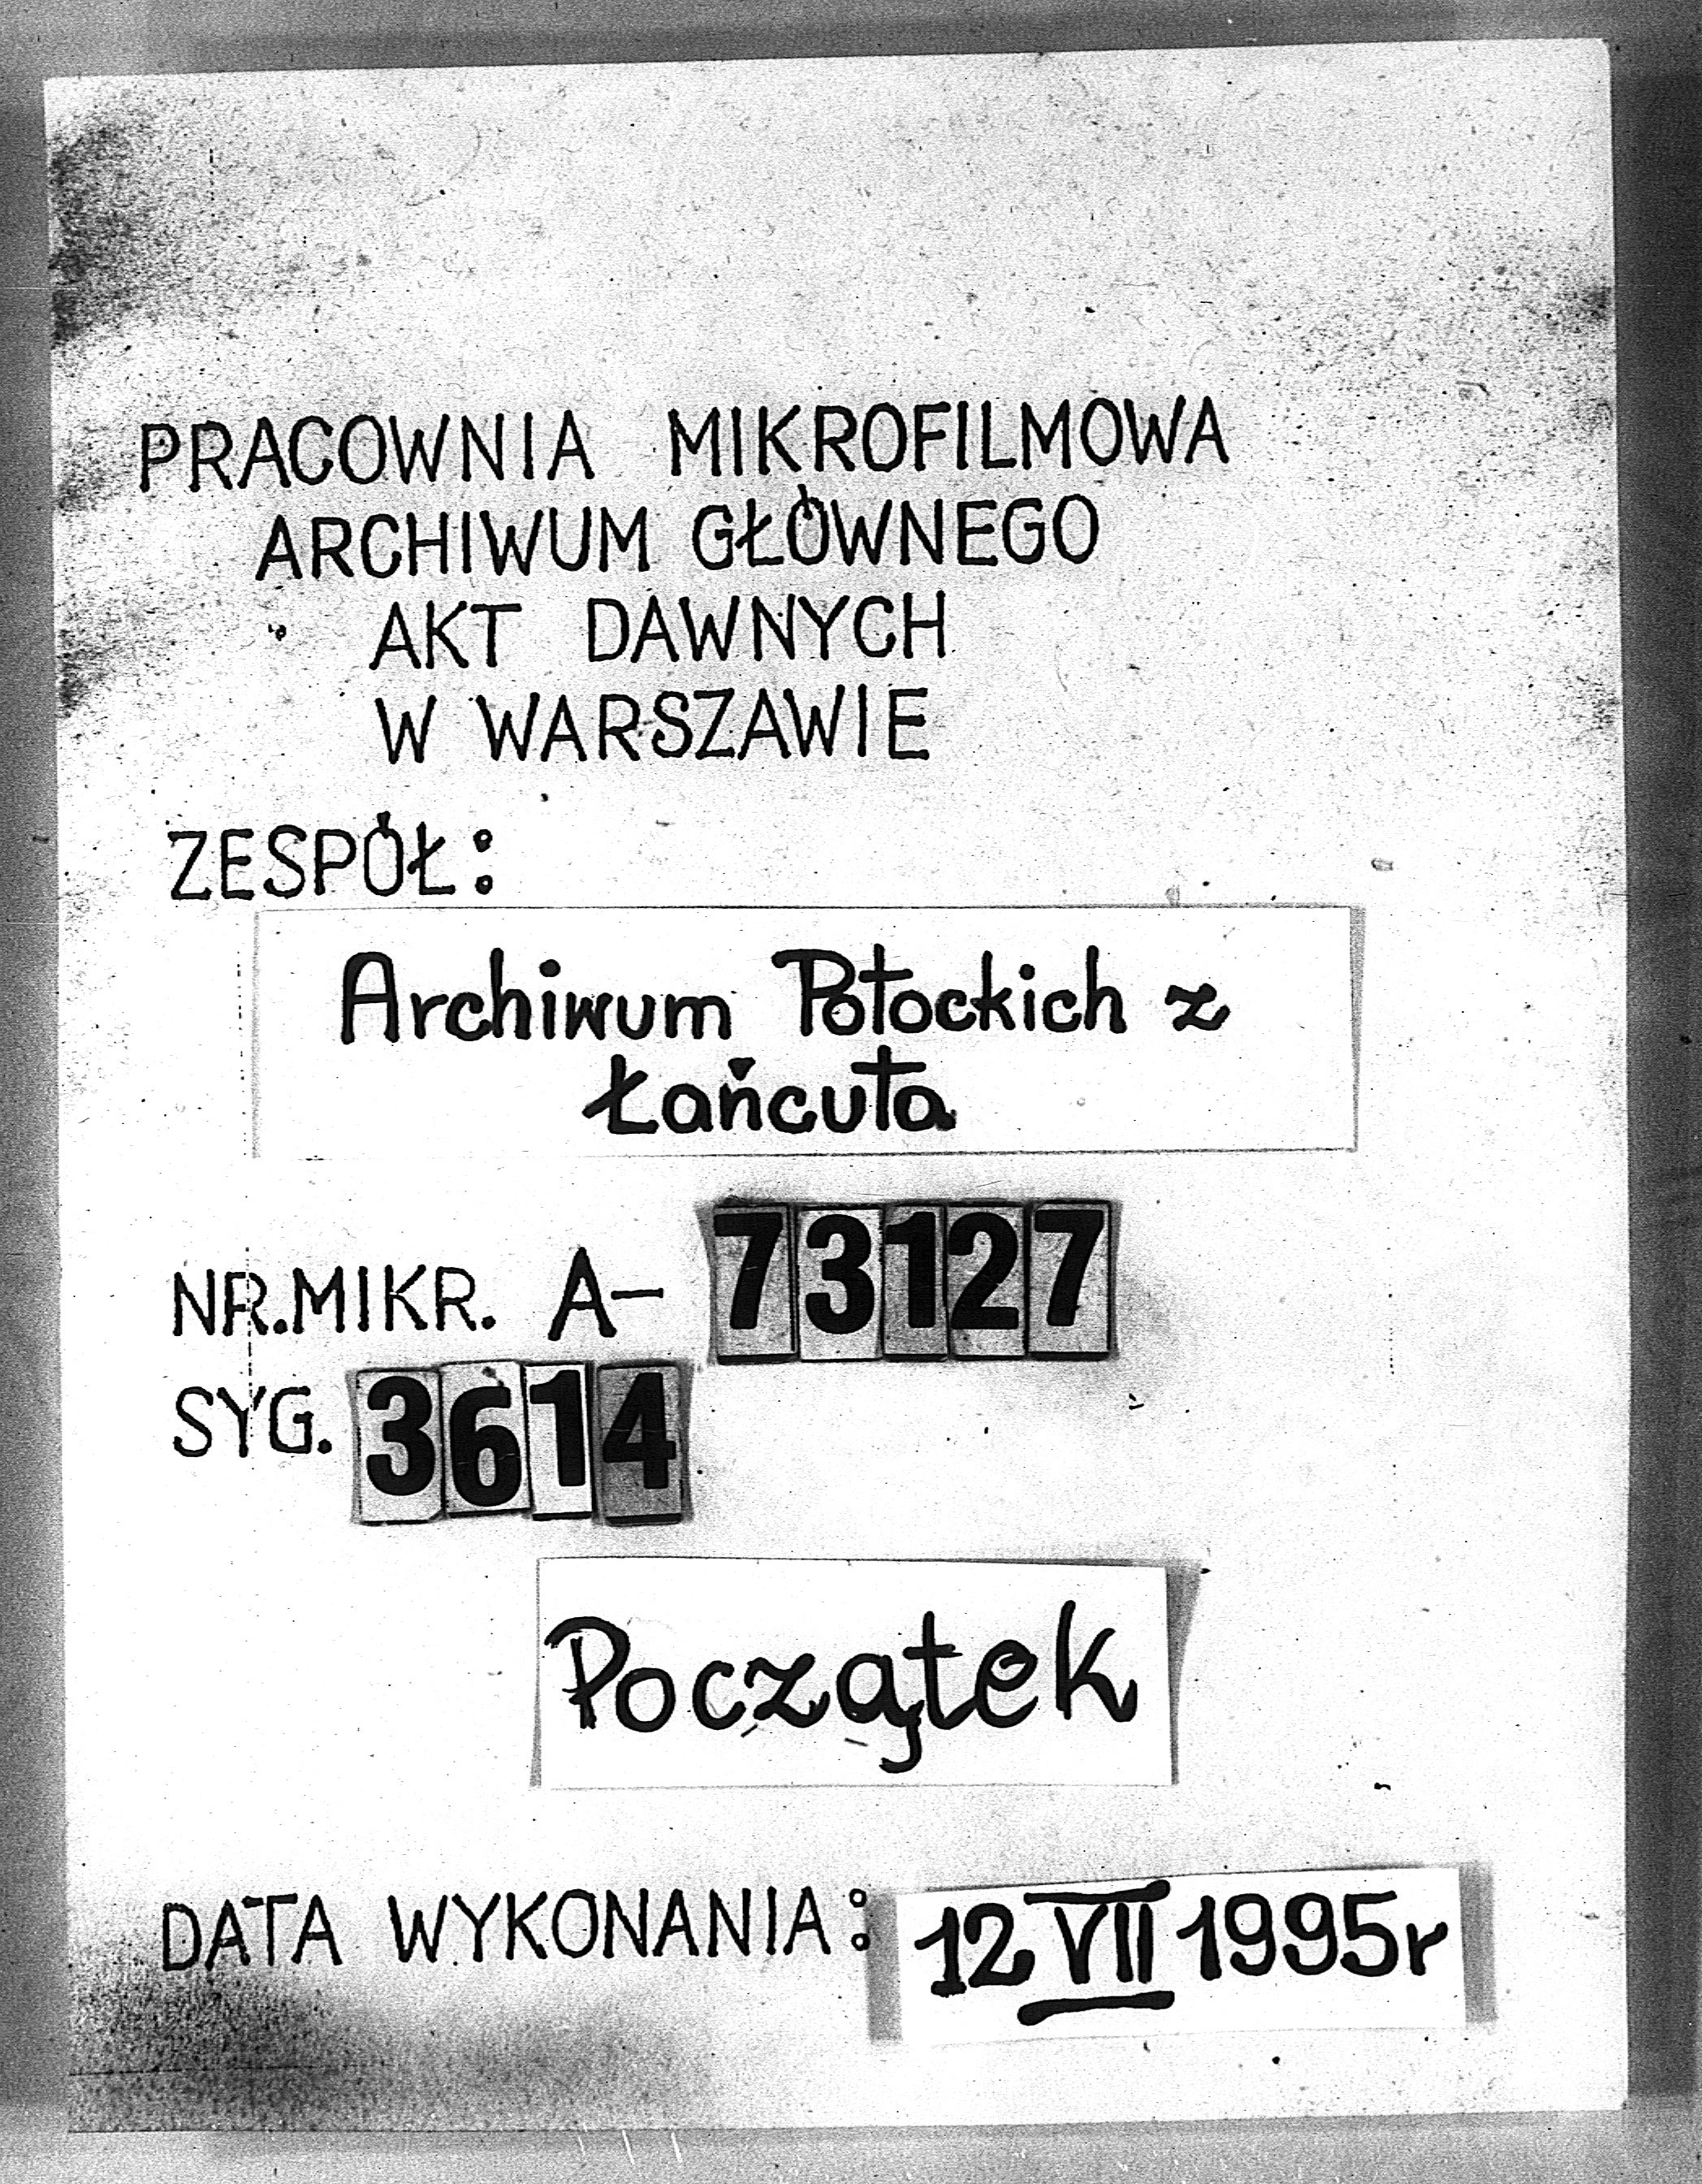 PRACOWNIA MIKROFILMOWA
ARCHIWUM GŁÓWNEGO
AKT DAWNYCH
W WARSZAWIE
ZESPÓŁ:
Archiwum Potockich z
Łańcuta
NR.MIKR. A- 73127
SYG. 3614
Początek
DATA WYKONANIA: 12 VII 1995r